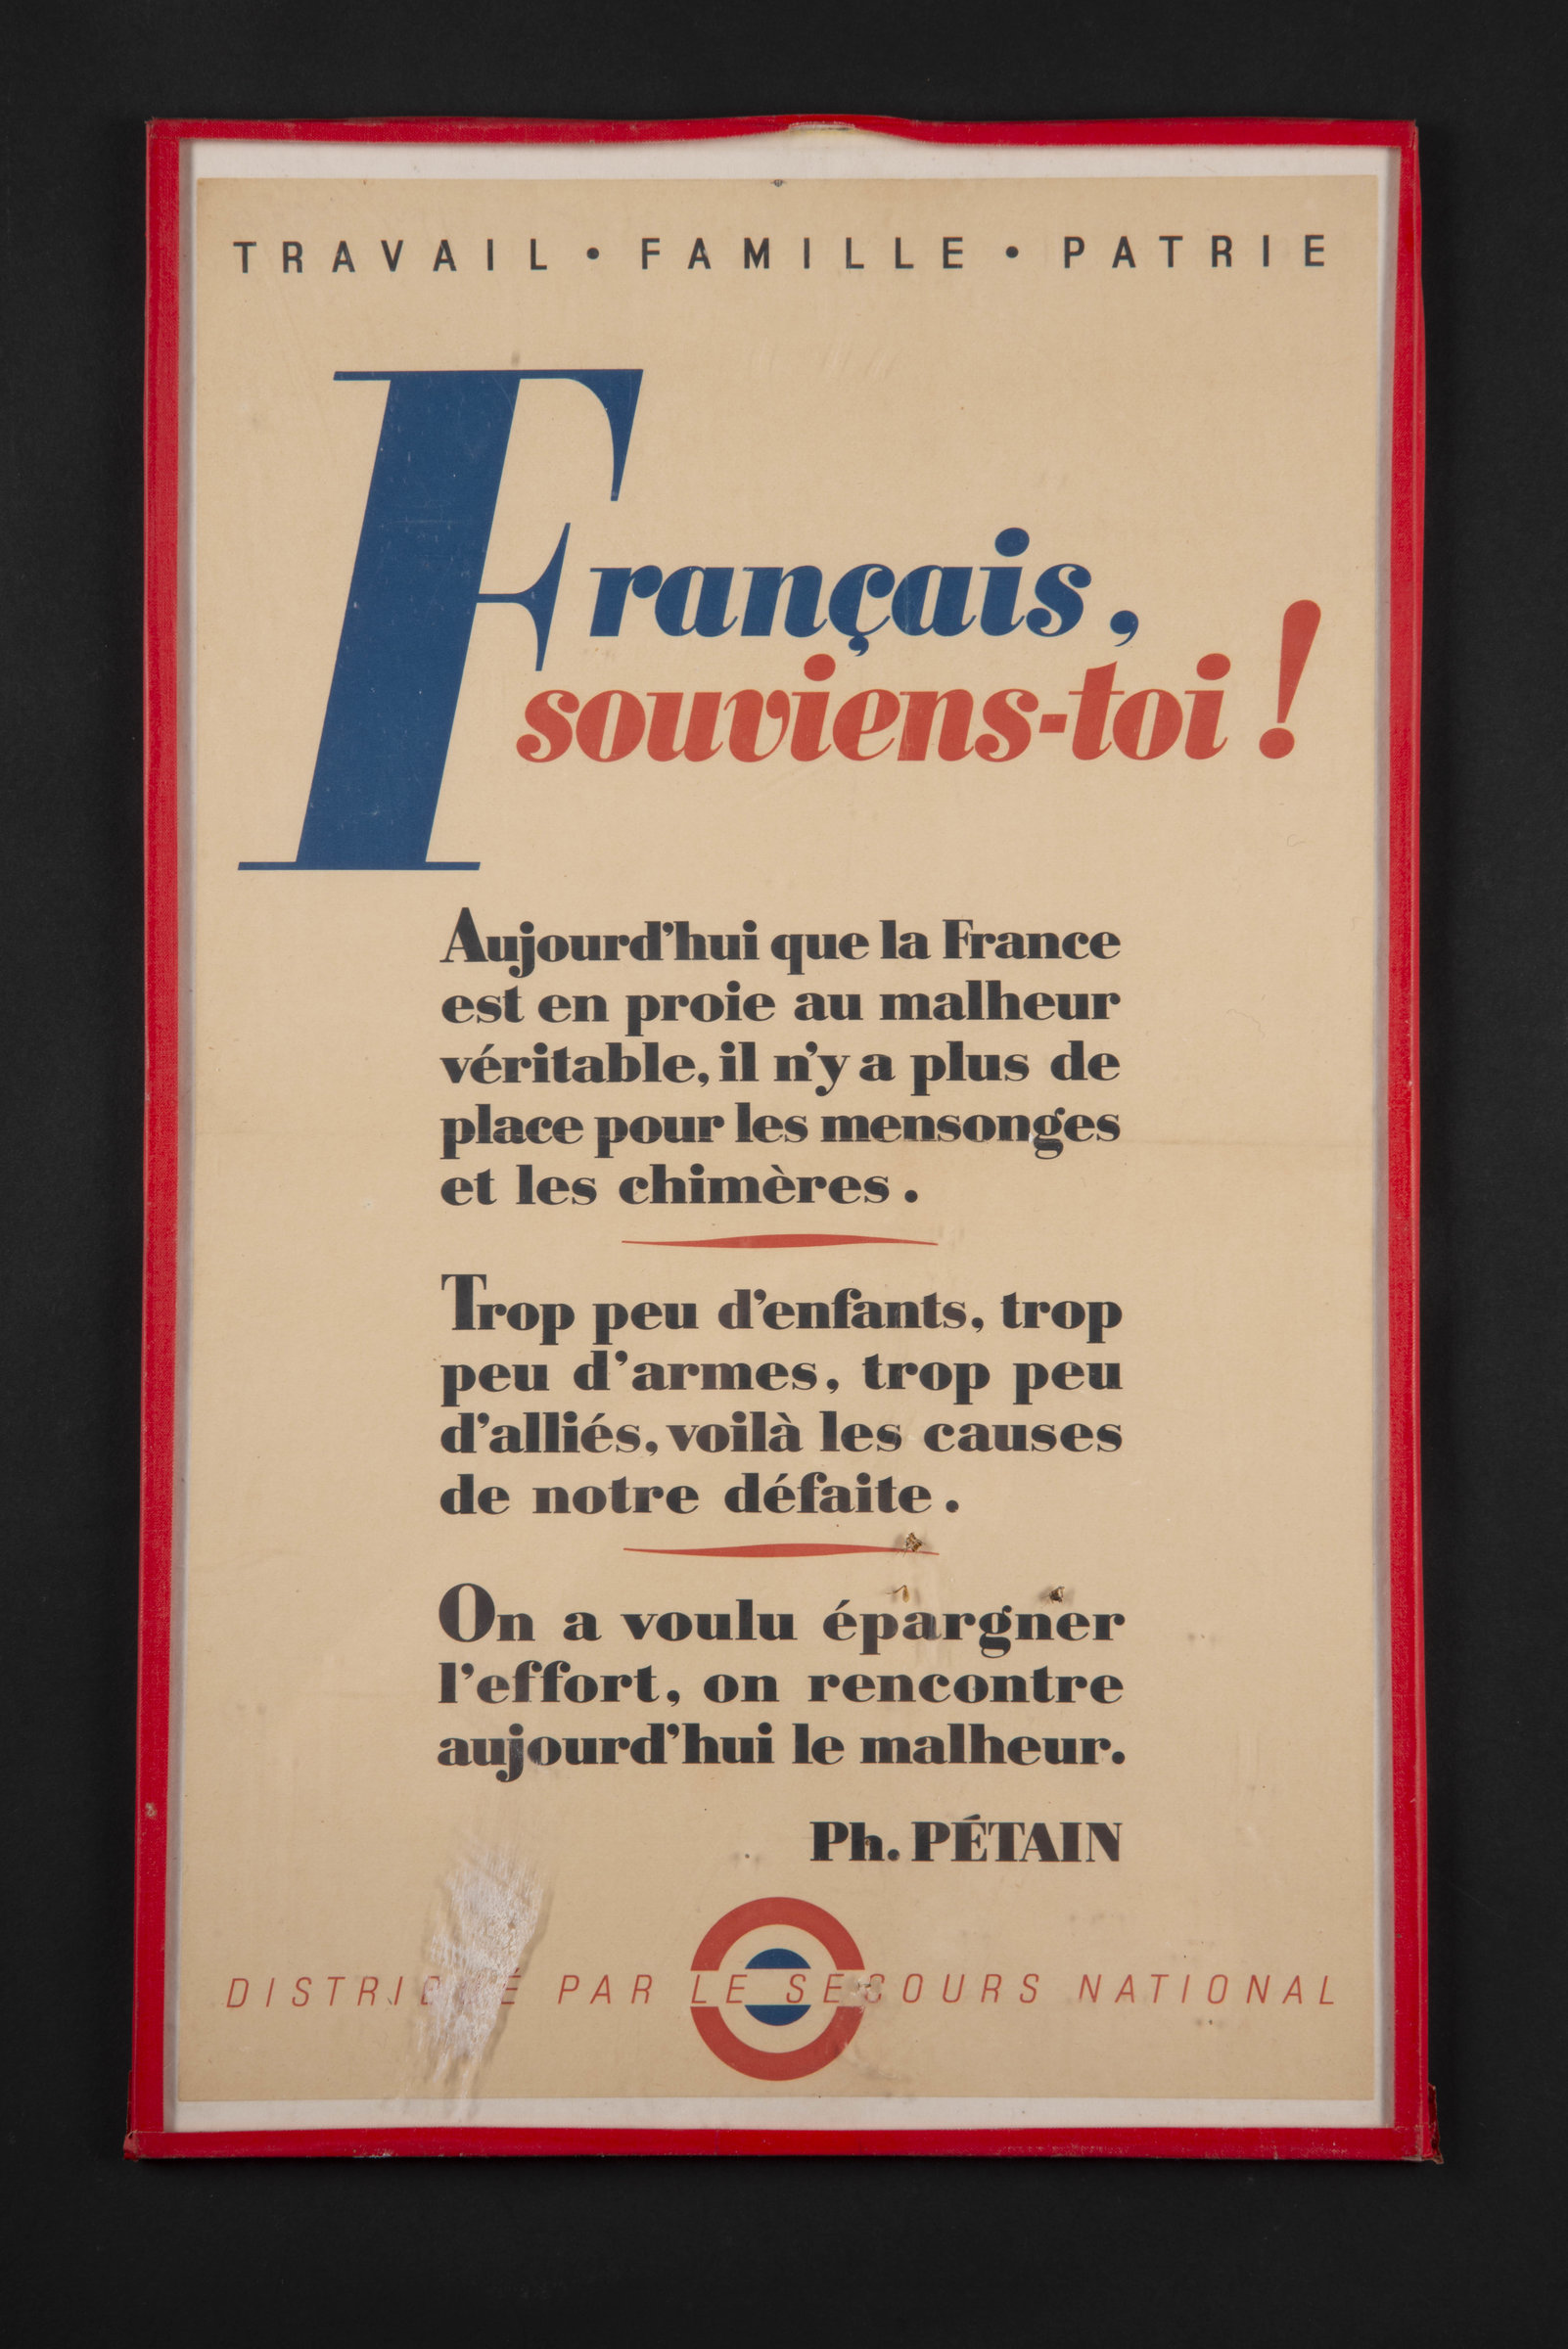 TRAVAIL • FAMILLE • PATRIE
Français,
souviens-toi !
Aujourd'hui que la France
est en proie au malheur
véritable, il n'y a plus de
place pour les mensonges
et les chimères.
Trop peu d'enfants, trop
peu d'armes, trop peu
d'alliés, voilà les causes
de notre défaite.
On a voulu épargner
l'effort, on rencontre
aujourd'hui le malheur.
Ph. PÉTAIN
DISTRIBUÉ PAR LE SECOURS NATIONAL